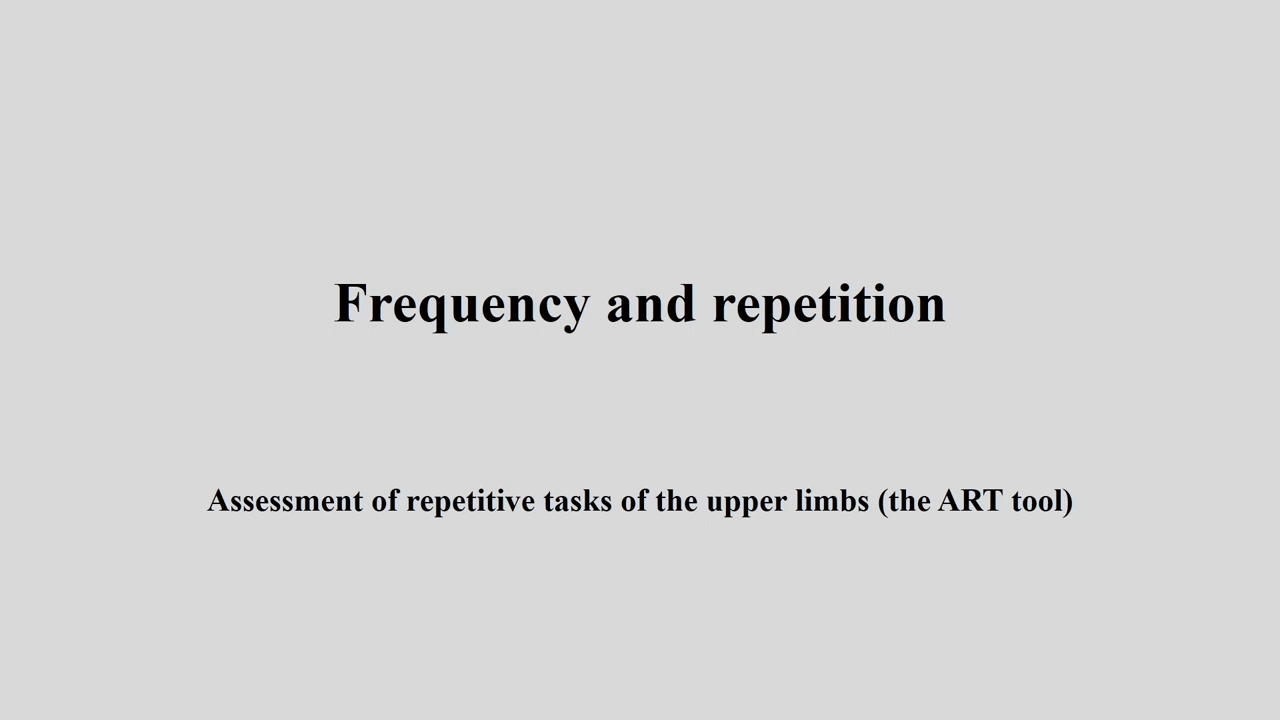 Frequency and repetition
Assessment of repetitive tasks of the upper limbs (the ART tool)